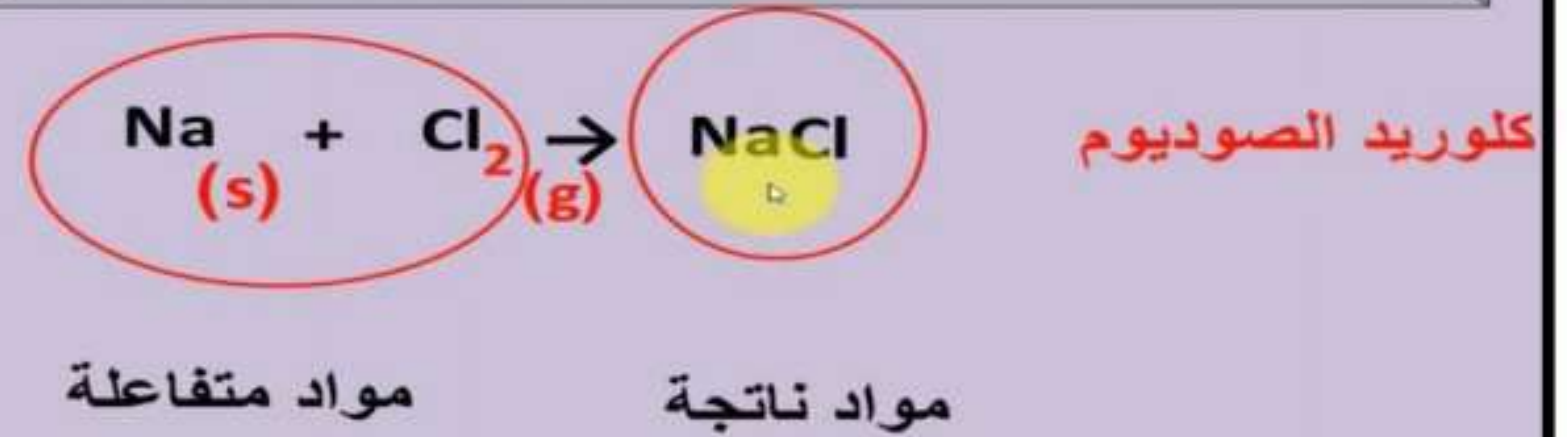 Na(s) + Cl2(g) → NaCl كلوريد الصوديوم
مواد متفاعلة مواد ناتجة